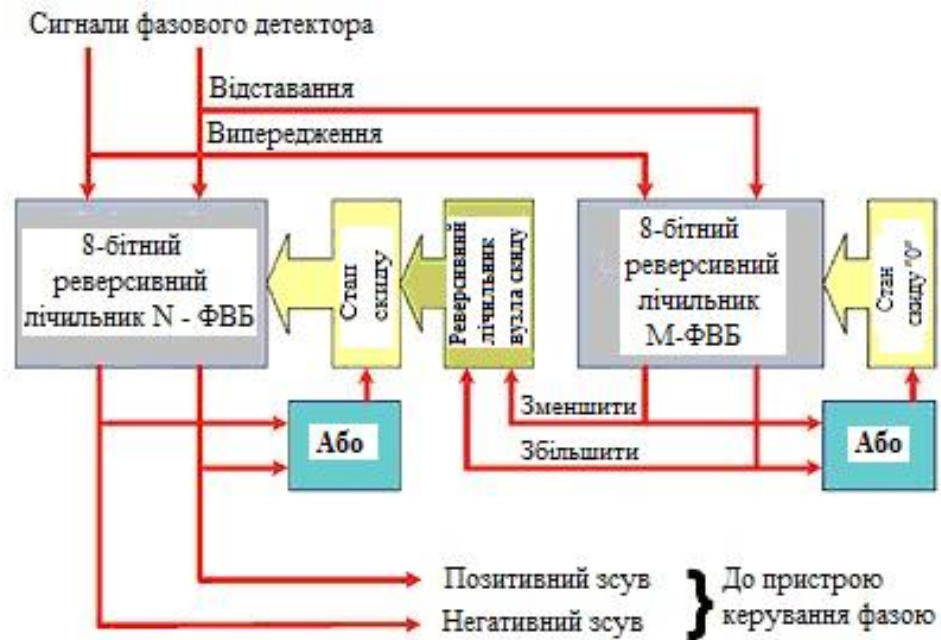 Сигнали фазового детектора
Відставання
Випередження
8-бітний
реверсивний
лічильник N - ФВБ
Стап
скиду
Реверсивний
лічильник
вузла скиду
8-бітний
реверсивний
лічильник
М-ФВБ
Стан
скиду "0"
Зменшити
Або
Збільшити
Або
Позитивний зсув
Негативний зсув
До пристрою
керування фазою